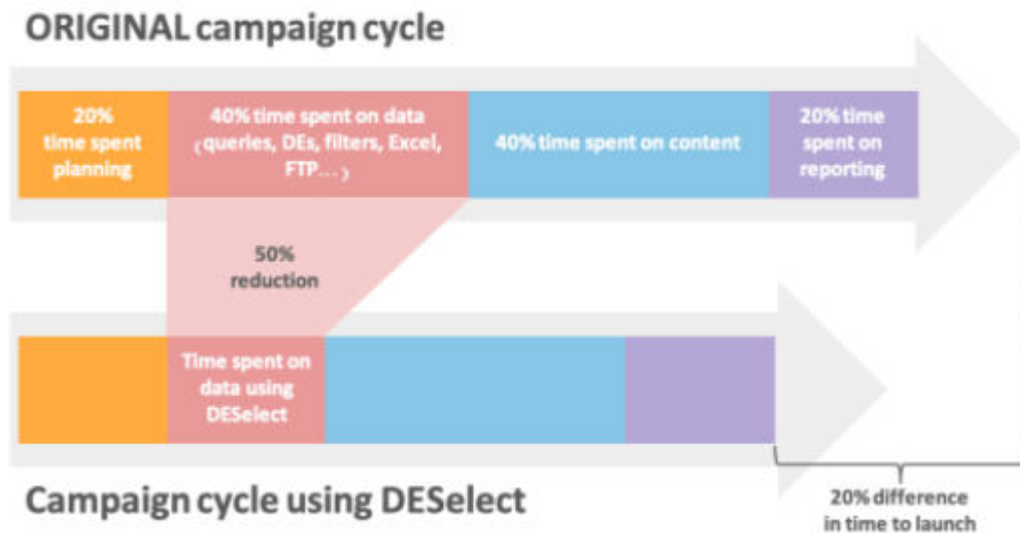 ORIGINAL campaign cycle
20%
time spent
planning
40% time spent on data
(queries, DEs, filters, Excel,
FTP...)
40% time spent on content
20% time
spent on
reporting
50%
reduction
Time spent on
data using
DESelect
Campaign cycle using DESelect
20% difference
in time to launch